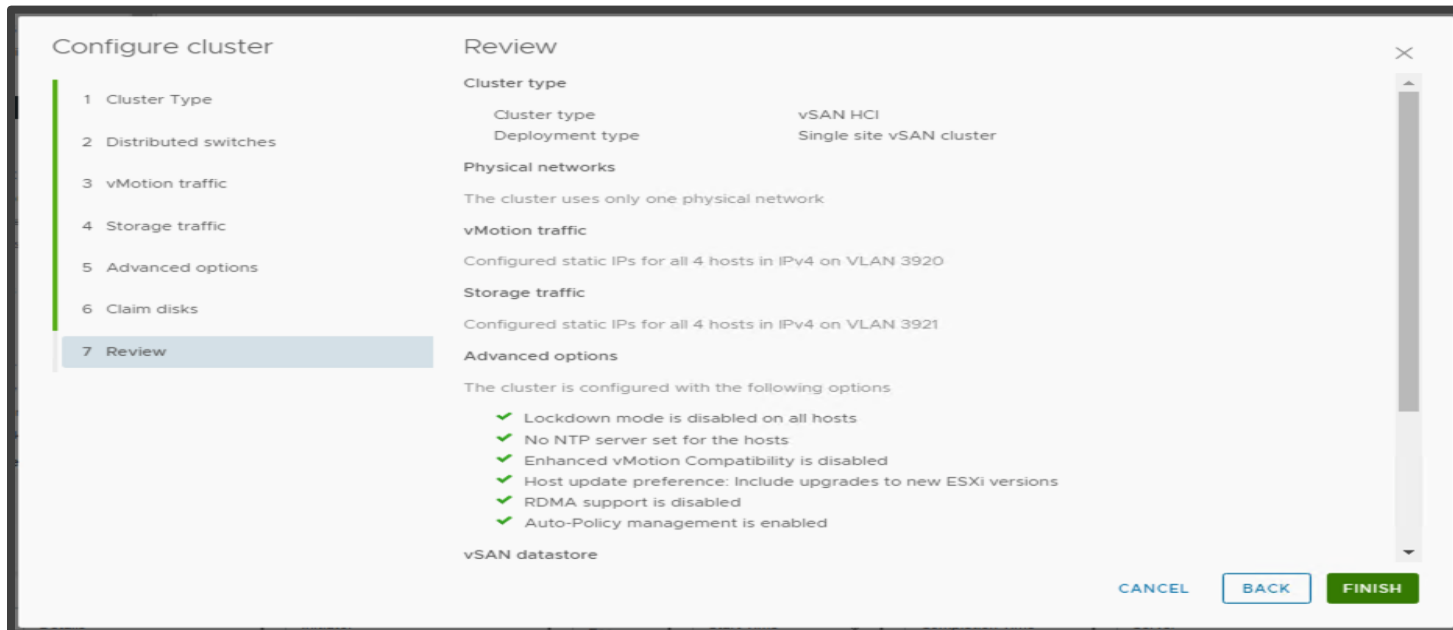 Configure cluster
1 Cluster Type
2 Distributed switches
3 vMotion traffic
4 Storage traffic
5 Advanced options
6 Claim disks
7 Review
Review
Cluster type
Cluster type vSAN HCI
Deployment type Single site vSAN cluster
Physical networks
The cluster uses only one physical network
vMotion traffic
Configured static IPs for all 4 hosts in IPv4 on VLAN 3920
Storage traffic
Configured static IPs for all 4 hosts in IPv4 on VLAN 3921
Advanced options
The cluster is configured with the following options
Lockdown mode is disabled on all hosts
No NTP server set for the hosts
Enhanced vMotion Compatibility is disabled
Host update preference: Include upgrades to new ESXi versions
RDMA support is disabled
Auto-Policy management is enabled
vSAN datastore
CANCEL BACK FINISH